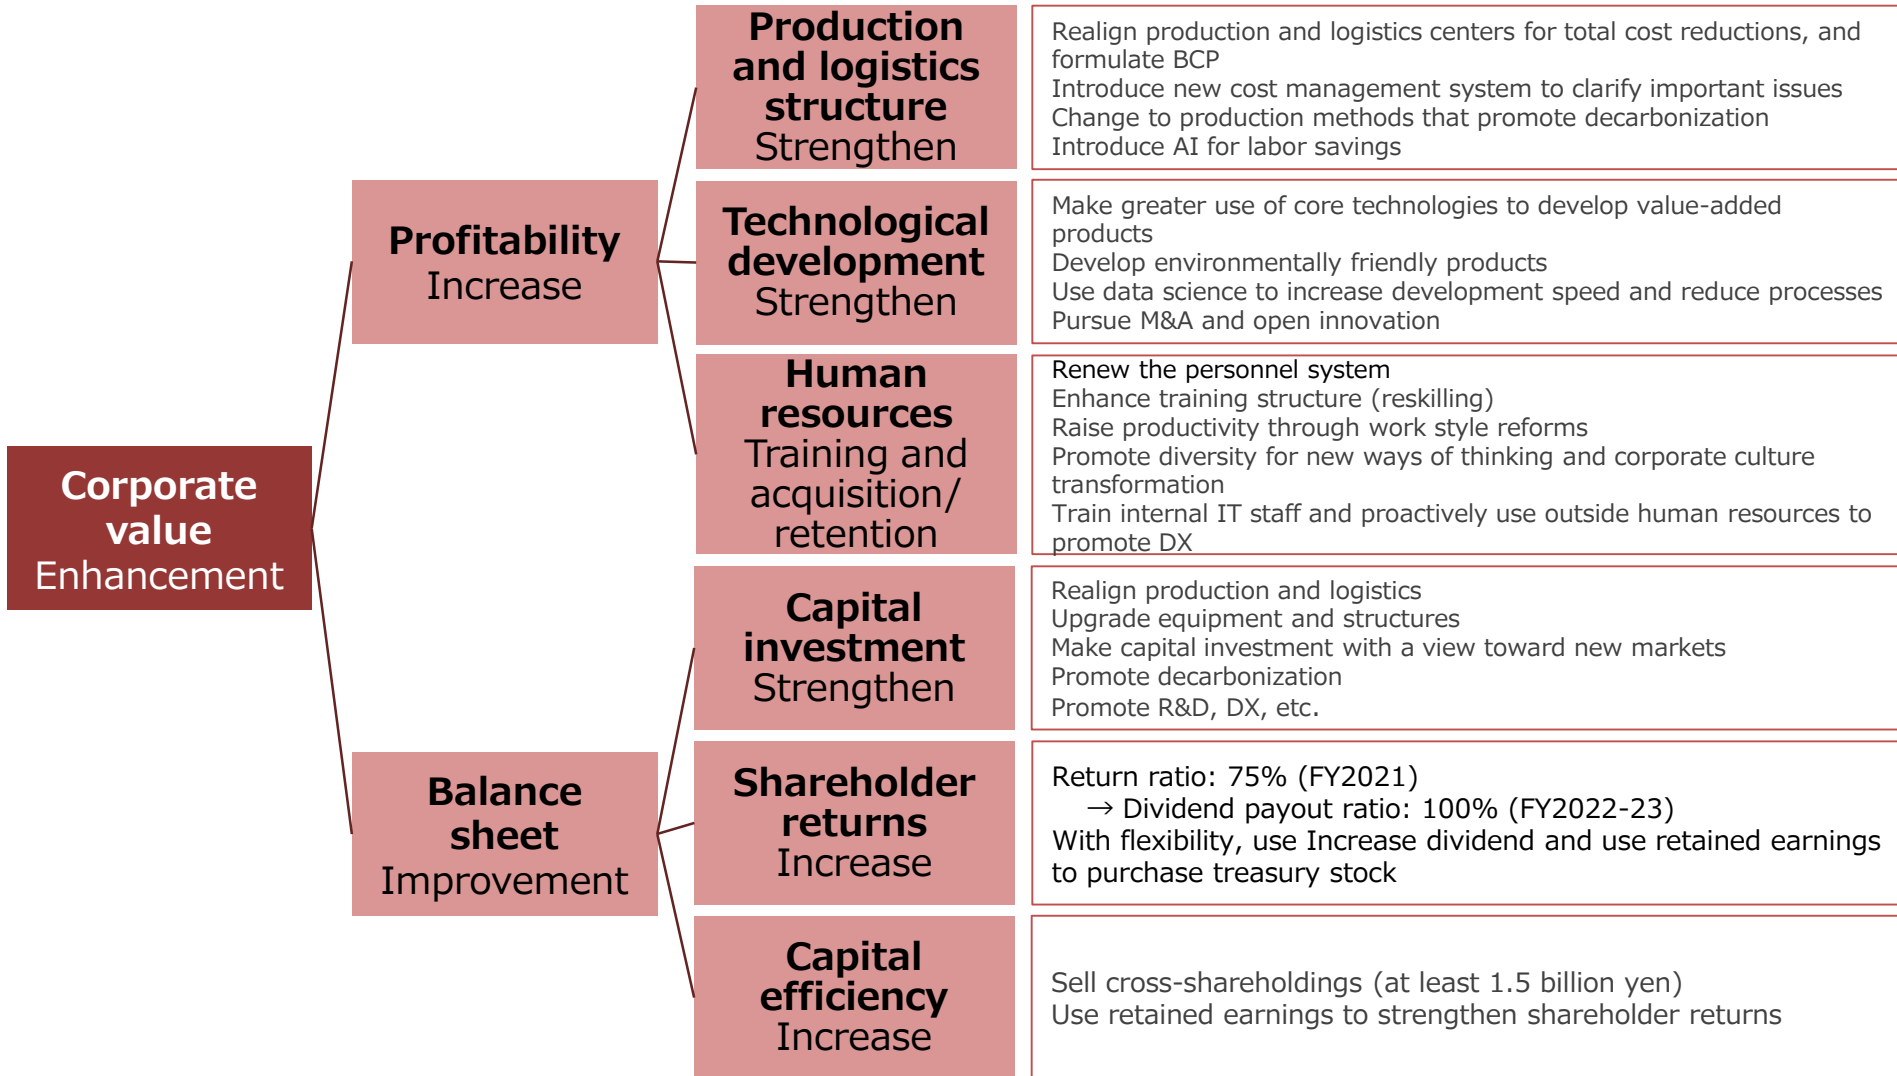 Corporate
value
Enhancement
Profitability
Increase
Production
and logistics
structure
Strengthen
Realign production and logistics centers for total cost reductions, and
formulate BCP
Introduce new cost management system to clarify important issues
Change to production methods that promote decarbonization
Introduce AI for labor savings
Technological
development
Strengthen
Make greater use of core technologies to develop value-added
products
Develop environmentally friendly products
Use data science to increase development speed and reduce processes
Pursue M&A and open innovation
Human
resources
Training and
acquisition/
retention
Renew the personnel system
Enhance training structure (reskilling)
Raise productivity through work style reforms
Promote diversity for new ways of thinking and corporate culture
transformation
Train internal IT staff and proactively use outside human resources to
promote DX
Balance
sheet
Improvement
Capital
investment
Strengthen
Realign production and logistics
Upgrade equipment and structures
Make capital investment with a view toward new markets
Promote decarbonization
Promote R&D, DX, etc.
Shareholder
returns
Increase
Return ratio: 75% (FY2021)
→ Dividend payout ratio: 100% (FY2022-23)
With flexibility, use Increase dividend and use retained earnings
to purchase treasury stock
Capital
efficiency
Increase
Sell cross-shareholdings (at least 1.5 billion yen)
Use retained earnings to strengthen shareholder returns